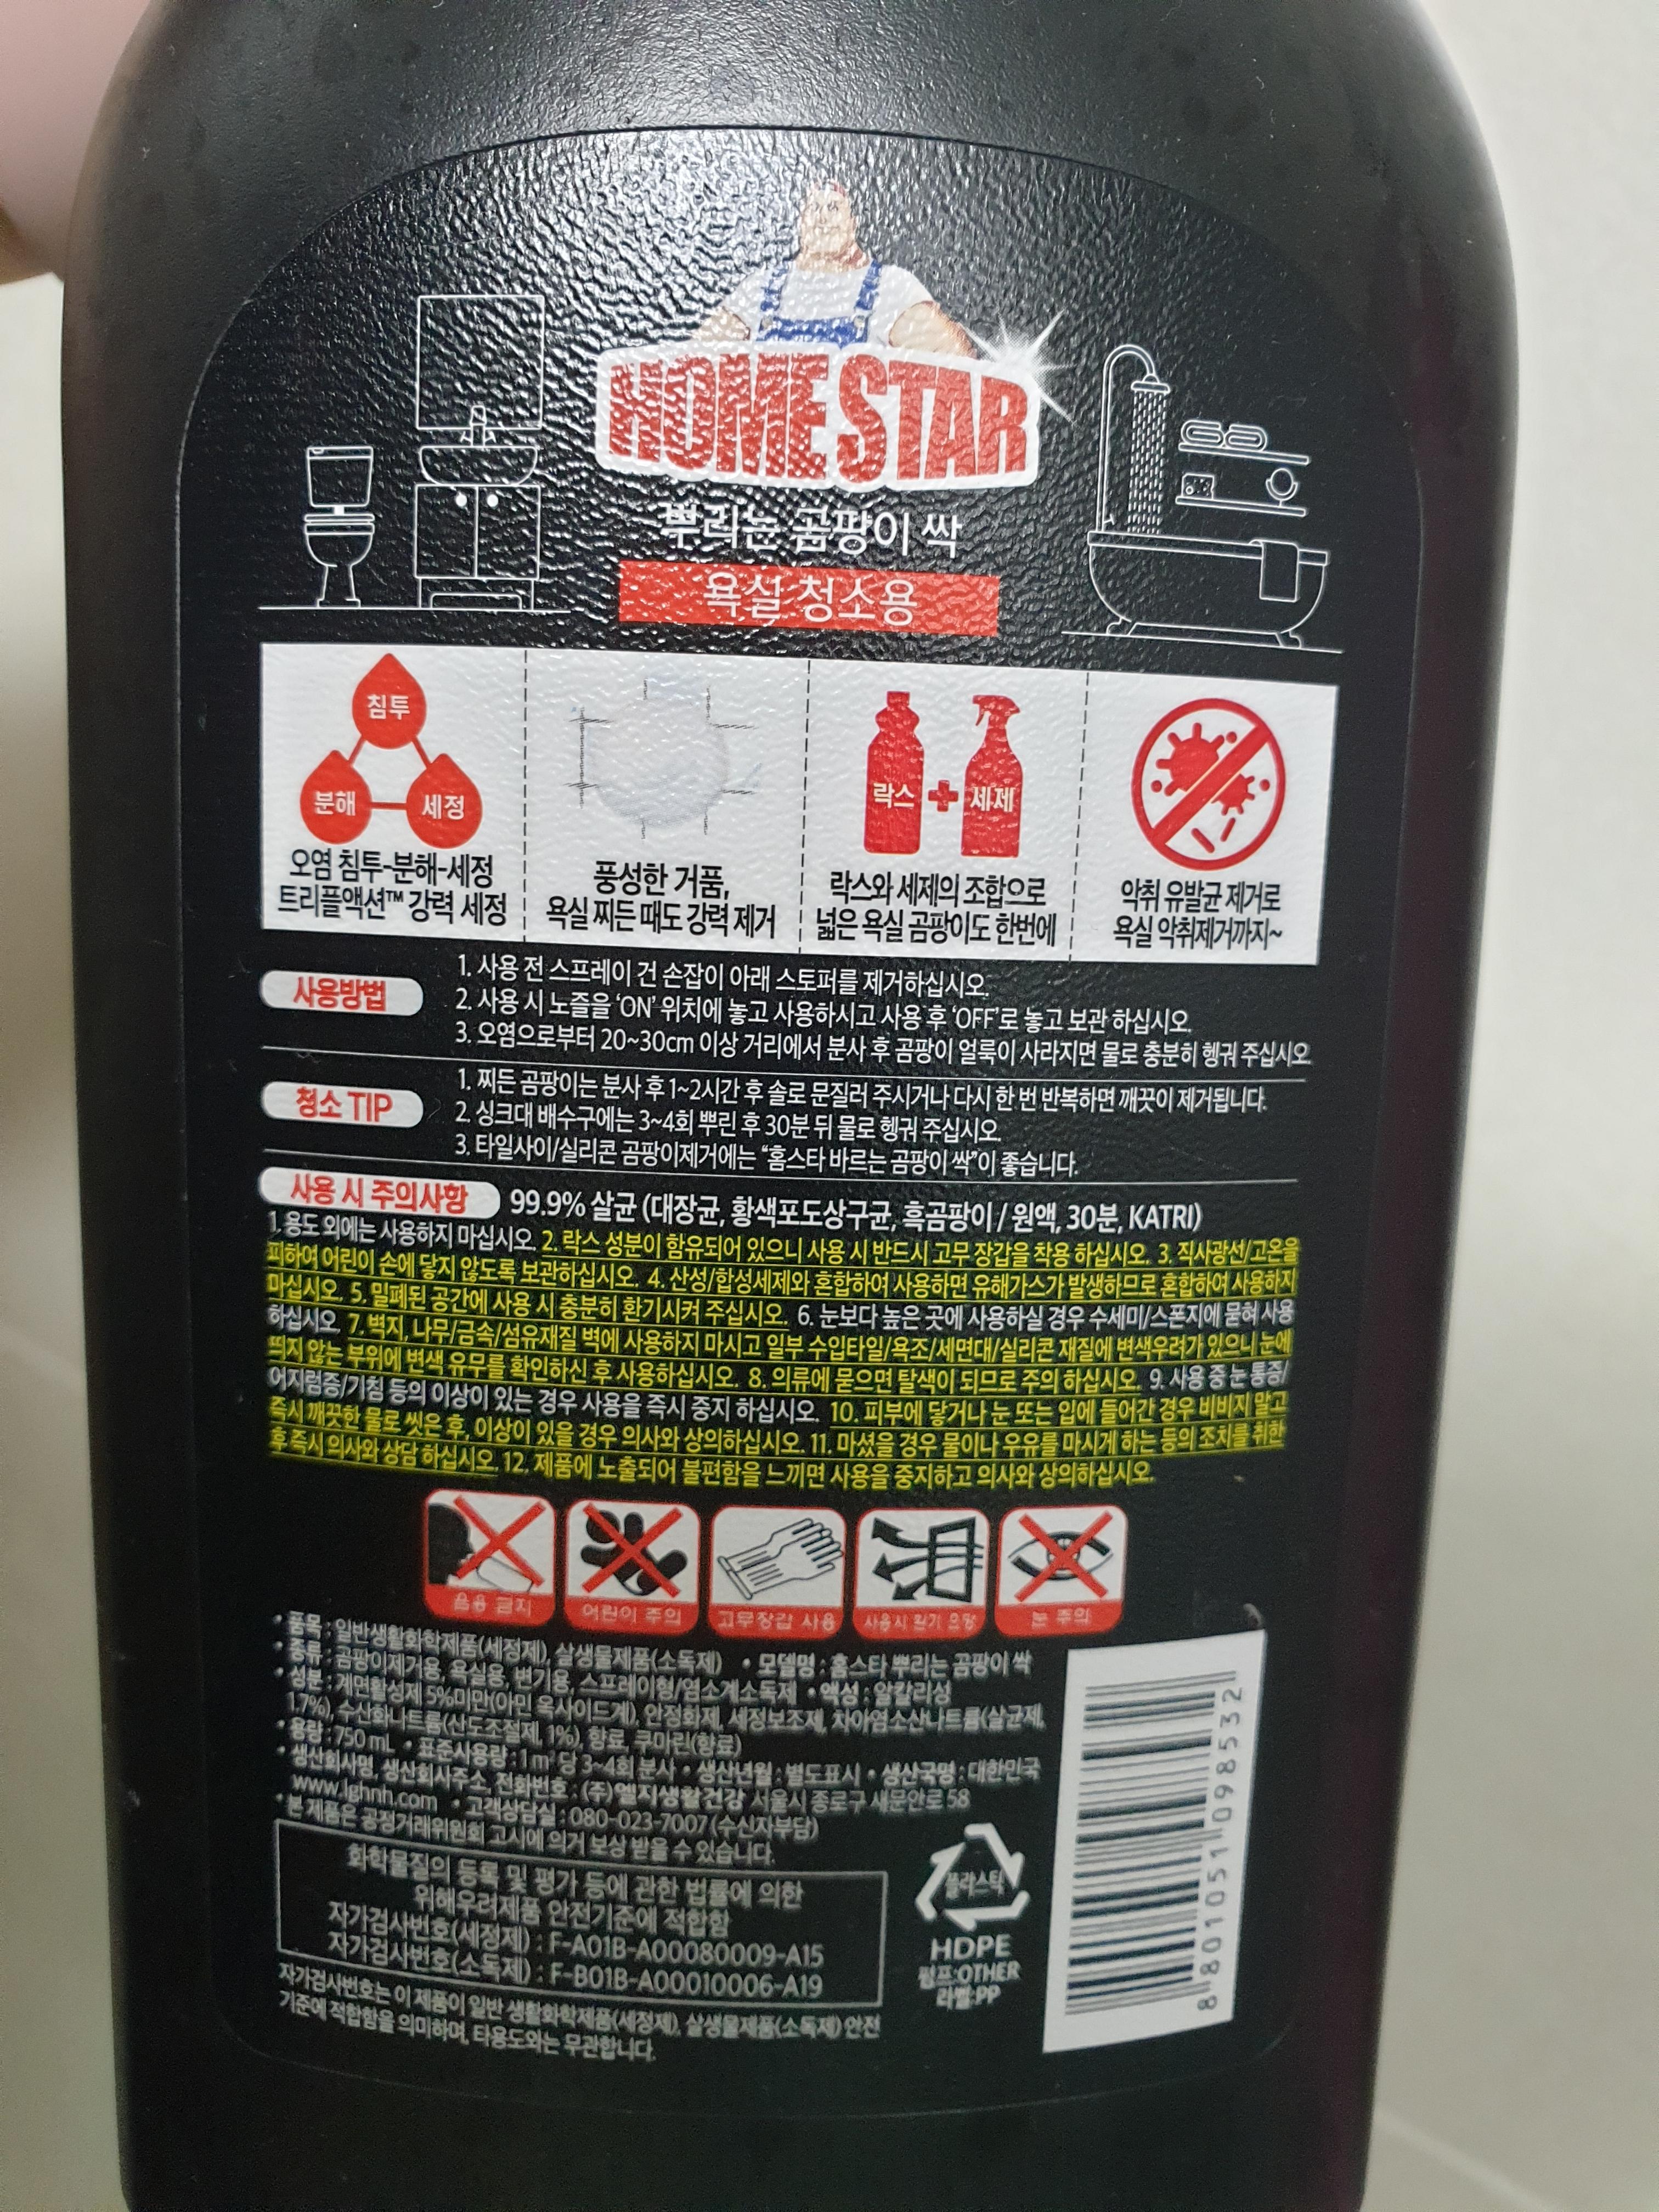 HOME STAR
뿌리는 곰팡이 싹
욕실 청소용
침투
분해
세정
오염 침투-분해-세정
트리플액션™ 강력 세정
풍성한 거품,
욕실 찌든 때도 강력 제거
락스
세제
락스와 세제의 조합으로
넓은 욕실 곰팡이도 한번에
악취 유발균 제거로
욕실 악취제거까지~
사용방법
1. 사용 전 스프레이 건 손잡이 아래 스토퍼를 제거하십시오.
2. 사용 시 노즐을 'ON' 위치에 놓고 사용하시고 사용 후 'OFF'로 놓고 보관 하십시오.
3. 오염으로부터 20~30cm 이상 거리에서 분사 후 곰팡이 얼룩이 사라지면 물로 충분히 헹궈 주십시오
청소 TIP
1. 찌든 곰팡이는 분사 후 1~2시간 후 솔로 문질러 주시거나 다시 한 번 반복하면 깨끗이 제거됩니다.
2. 싱크대 배수구에는 3~4회 뿌린 후 30분 뒤 물로 헹궈 주십시오.
3. 타일사이/실리콘 곰팡이제거에는 "홈스타 바르는 곰팡이 싹"이 좋습니다.
사용 시 주의사항 99.9% 살균 (대장균, 황색포도상구균, 흑곰팡이 / 원액, 30분, KATRI)
1. 용도 외에는 사용하지 마십시오. 2. 락스 성분이 함유되어 있으니 사용 시 반드시 고무 장갑을 착용 하십시오. 3. 직사광선/고온을
피하여 어린이 손에 닿지 않도록 보관하십시오. 4. 산성/합성세제와 혼합하여 사용하면 유해가스가 발생하므로 혼합하여 사용하지
마십시오. 5. 밀폐된 공간에 사용 시 충분히 환기시켜 주십시오. 6. 눈보다 높은 곳에 사용하실 경우 수세미/스폰지에 묻혀 사용
하십시오. 7. 벽지, 나무/금속/섬유재질 벽에 사용하지 마시고 일부 수입타일/욕조/세면대/실리콘 재질에 변색우려가 있으니 눈에
띄지 않는 부위에 변색 유무를 확인하신 후 사용하십시오. 8. 의류에 묻으면 탈색이 되므로 주의 하십시오. 9. 사용 중 눈 통증/
어지럼증/기침 등의 이상이 있는 경우 사용을 즉시 중지 하십시오. 10. 피부에 닿거나 눈 또는 입에 들어간 경우 비비지 말고
즉시 깨끗한 물로 씻은 후, 이상이 있을 경우 의사와 상의하십시오. 11. 마셨을 경우 물이나 우유를 마시게 하는 등의 조치를 취한
후 즉시 의사와 상담 하십시오. 12. 제품에 노출되어 불편함을 느끼면 사용을 중지하고 의사와 상의하십시오.
음용 금지
어린이 주의
고무장갑 사용
사용시 환기 요망
눈 주의
• 품목 : 일반생활화학제품(세정제), 살생물제품(소독제) • 모델명 : 홈스타 뿌리는 곰팡이 싹
• 종류 : 곰팡이제거용, 욕실용, 변기용, 스프레이형/염소계소독제 • 액성 : 알칼리성
• 성분 : 계면활성제 5%미만(아민 옥사이드계), 안정화제, 세정보조제, 차아염소산나트륨(살균제,
1.7%), 수산화나트륨(산도조절제, 1%), 향료, 쿠마린(향료)
• 용량 : 750 mL • 표준사용량 : 1㎡ 당 3~4회 분사 • 생산년월 : 별도표시 • 생산국명 : 대한민국
• 생산회사명, 생산회사주소, 전화번호 : (주)엘지생활건강 서울시 종로구 새문안로 58
www.lghnh.com • 고객상담실 : 080-023-7007 (수신자부담)
• 본 제품은 공정거래위원회 고시에 의거 보상 받을 수 있습니다.
화학물질의 등록 및 평가 등에 관한 법률에 의한
위해우려제품 안전기준에 적합함
자가검사번호(세정제) : F-A01B-A00080009-A15
자가검사번호(소독제) : F-B01B-A00010006-A19
자가검사번호는 이 제품이 일반 생활화학제품(세정제), 살생물제품(소독제) 안전
기준에 적합함을 의미하며, 타용도와는 무관합니다.
플라스틱
HDPE
펌프:OTHER
라벨:PP
8 801051 098532